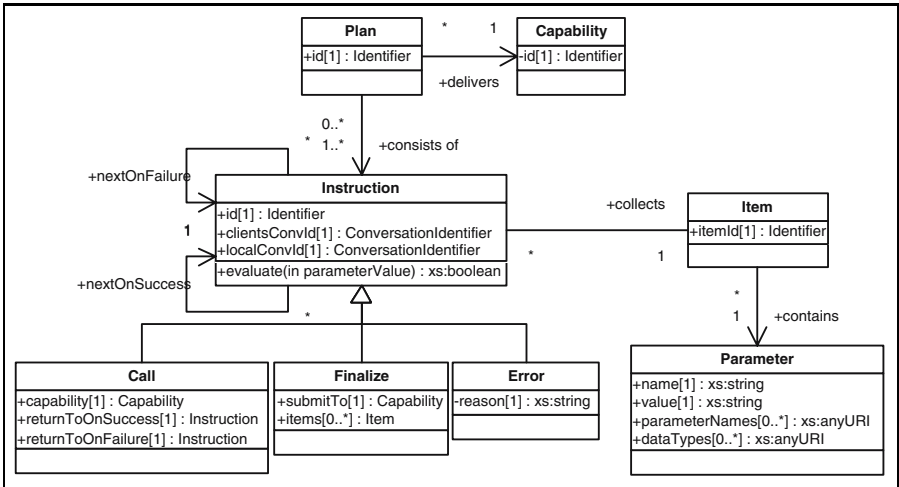 Plan
+id[1] : Identifier
* 1
+delivers
Capability
-id[1] : Identifier
0..*
* 1..*
+consists of
+nextOnFailure
1
+nextOnSuccess
*
Instruction
+id[1] : Identifier
+clientsConvId[1] : ConversationIdentifier
+localConvId[1] : ConversationIdentifier
+evaluate(in parameterValue) : xs:boolean
+collects
* 1
Item
+itemId[1] : Identifier
*
1 +contains
Call
+capability[1] : Capability
+returnToOnSuccess[1] : Instruction
+returnToOnFailure[1] : Instruction
Finalize
+submitTo[1] : Capability
+items[0..*] : Item
Error
-reason[1] : xs:string
Parameter
+name[1] : xs:string
+value[1] : xs:string
+parameterNames[0..*] : xs:anyURI
+dataTypes[0..*] : xs:anyURI